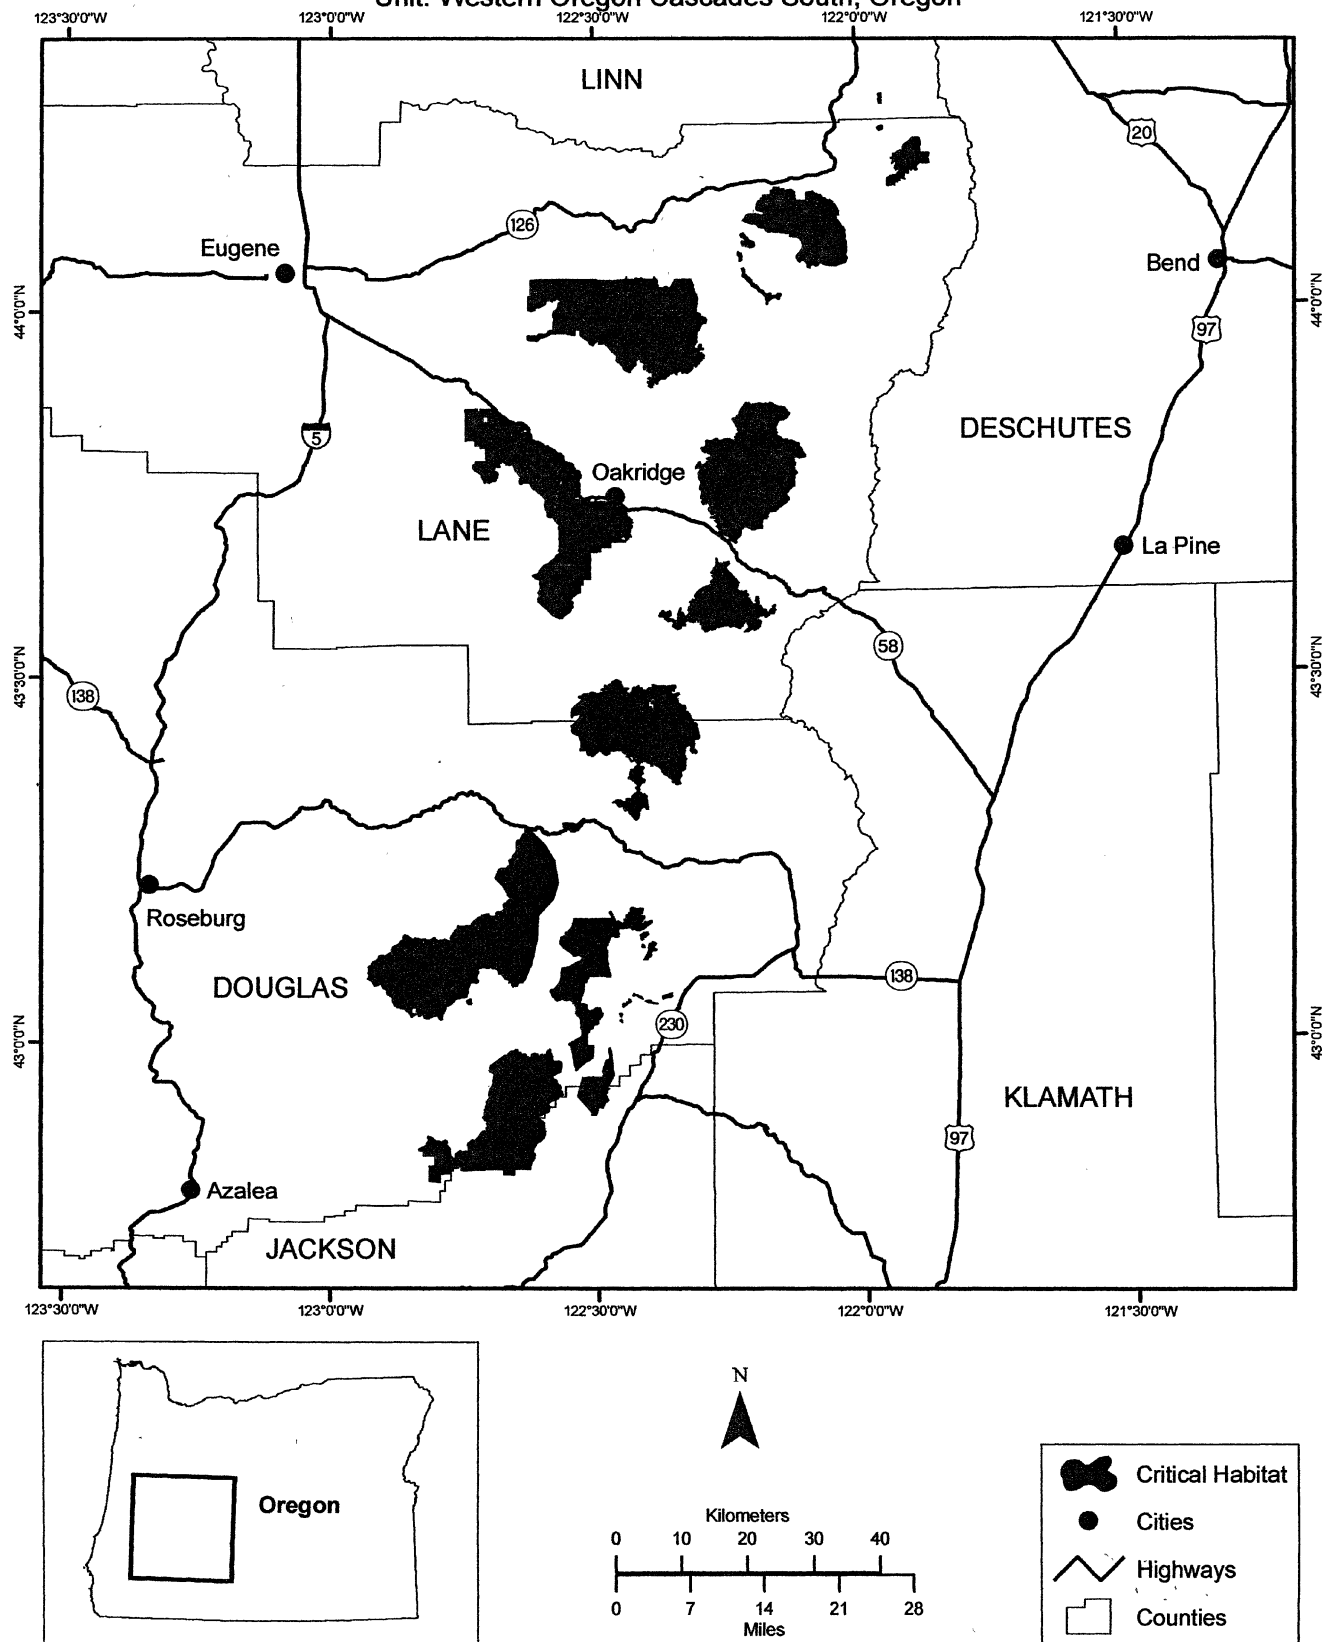 Unit: Western Oregon Cascades South, Oregon
123°30'0"W 123°0'0"W 122°30'0"W 122°0'0"W 121°30'0"W
LINN
20
126
Eugene
Bend
44°0'0"N
44°0'0"N
97
DESCHUTES
5
Oakridge
LANE
La Pine
58
43°30'0"N
43°30'0"N
138
Roseburg
DOUGLAS
138
230
43°0'0"N
43°0'0"N
KLAMATH
97
Azalea
JACKSON
123°30'0"W 123°0'0"W 122°30'0"W 122°0'0"W 121°30'0"W
N
Oregon
Kilometers
0 10 20 30 40
0 7 14 21 28
Miles
Critical Habitat
Cities
Highways
Counties